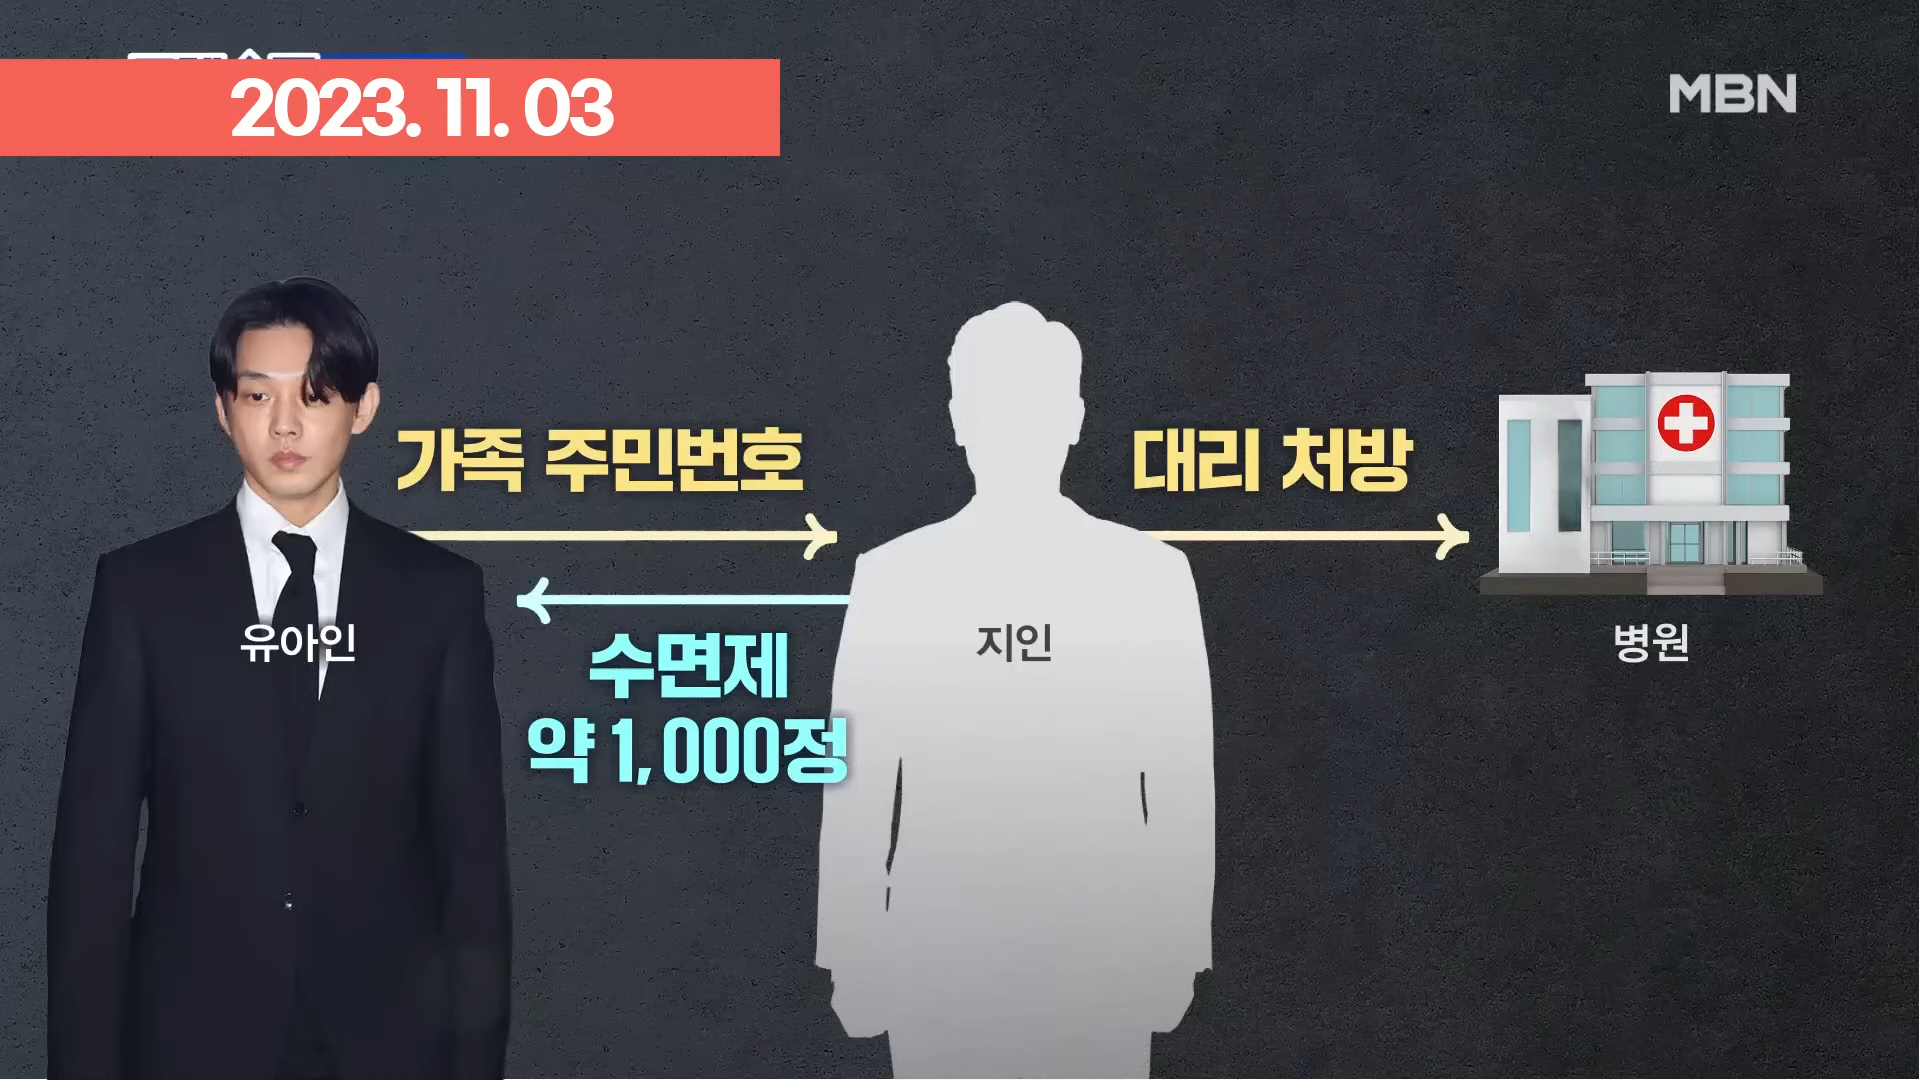 2023. 11. 03
MBN
가족 주민번호
대리 처방
유아인
수면제
약 1,000정
지인
병원